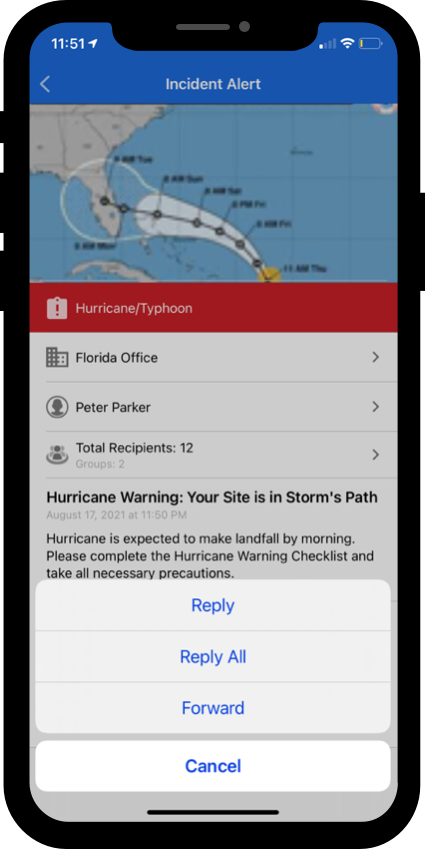 11:51
Incident Alert
8 AM Tue
8 AM Sun
8 AM Sat
8 PM Fri
8 AM Fri
8 AM Mon
11 AM Thu
Hurricane/Typhoon
Florida Office
Peter Parker
Total Recipients: 12
Groups: 2
Hurricane Warning: Your Site is in Storm's Path
August 17, 2021 at 11:50 PM
Hurricane is expected to make landfall by morning.
Please complete the Hurricane Warning Checklist and
take all necessary precautions.
Reply
Reply All
Forward
Cancel